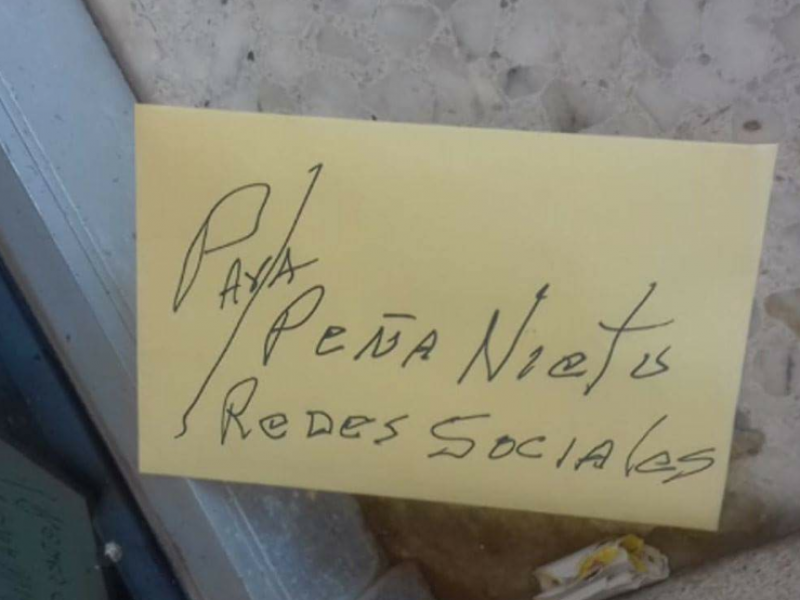 Para
Peña Nieto
Redes Sociales